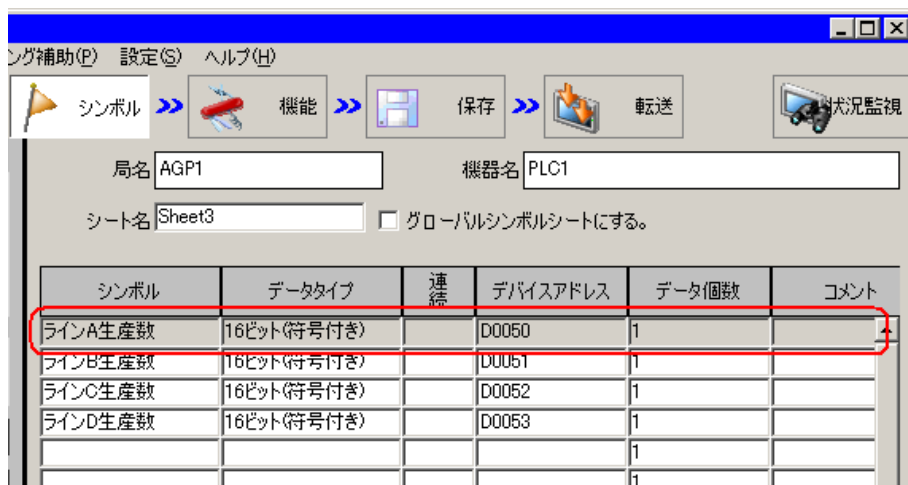 ング補助(P) 設定(S) ヘルプ(H)
シンボル 機能 保存 転送 状況監視
局名 AGP1 機器名 PLC1
シート名 Sheet3 グローバルシンボルシートにする。
シンボル データタイプ 連続 デバイスアドレス データ個数 コメント
ラインA生産数 16ビット(符号付き) D0050 1
ラインB生産数 16ビット(符号付き) D0051 1
ラインC生産数 16ビット(符号付き) D0052 1
ラインD生産数 16ビット(符号付き) D0053 1
1
1